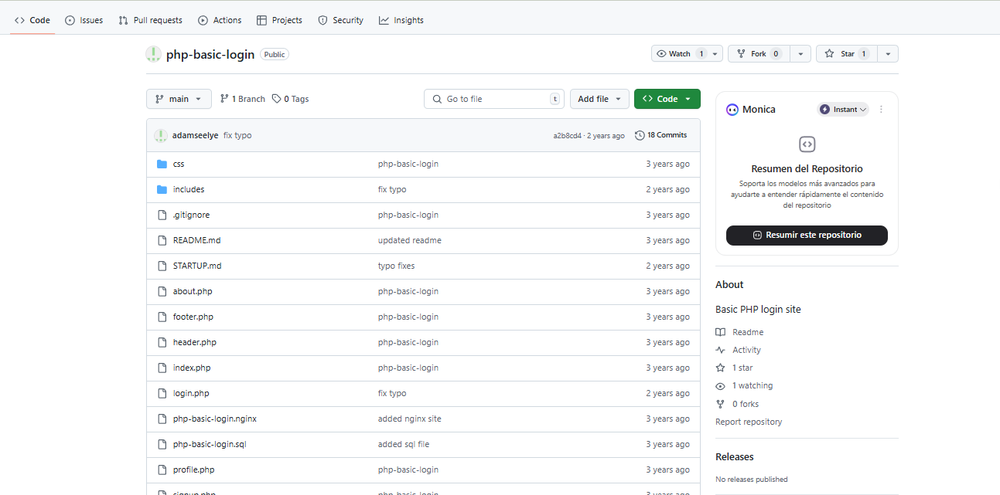 Code Issues Pull requests Actions Projects Security Insights
php-basic-login Public Watch 1 Fork 0 Star 1
main 1 Branch 0 Tags Go to file t Add file Code
adamseelye fix typo a2b8cd4 · 2 years ago 18 Commits
css php-basic-login 3 years ago
includes fix typo 2 years ago
.gitignore php-basic-login 3 years ago
README.md updated readme 3 years ago
STARTUP.md typo fixes 2 years ago
about.php php-basic-login 3 years ago
footer.php php-basic-login 3 years ago
header.php php-basic-login 3 years ago
index.php php-basic-login 3 years ago
login.php fix typo 2 years ago
php-basic-login.nginx added nginx site 3 years ago
php-basic-login.sql added sql file 3 years ago
profile.php php-basic-login 3 years ago
signup.php php-basic-login 3 years ago
Monica Instant
Resumen del Repositorio
Soporta los modelos más avanzados para
ayudarte a entender rápidamente el contenido
del repositorio
Resumir este repositorio
About
Basic PHP login site
Readme
Activity
1 star
1 watching
0 forks
Report repository
Releases
No releases published